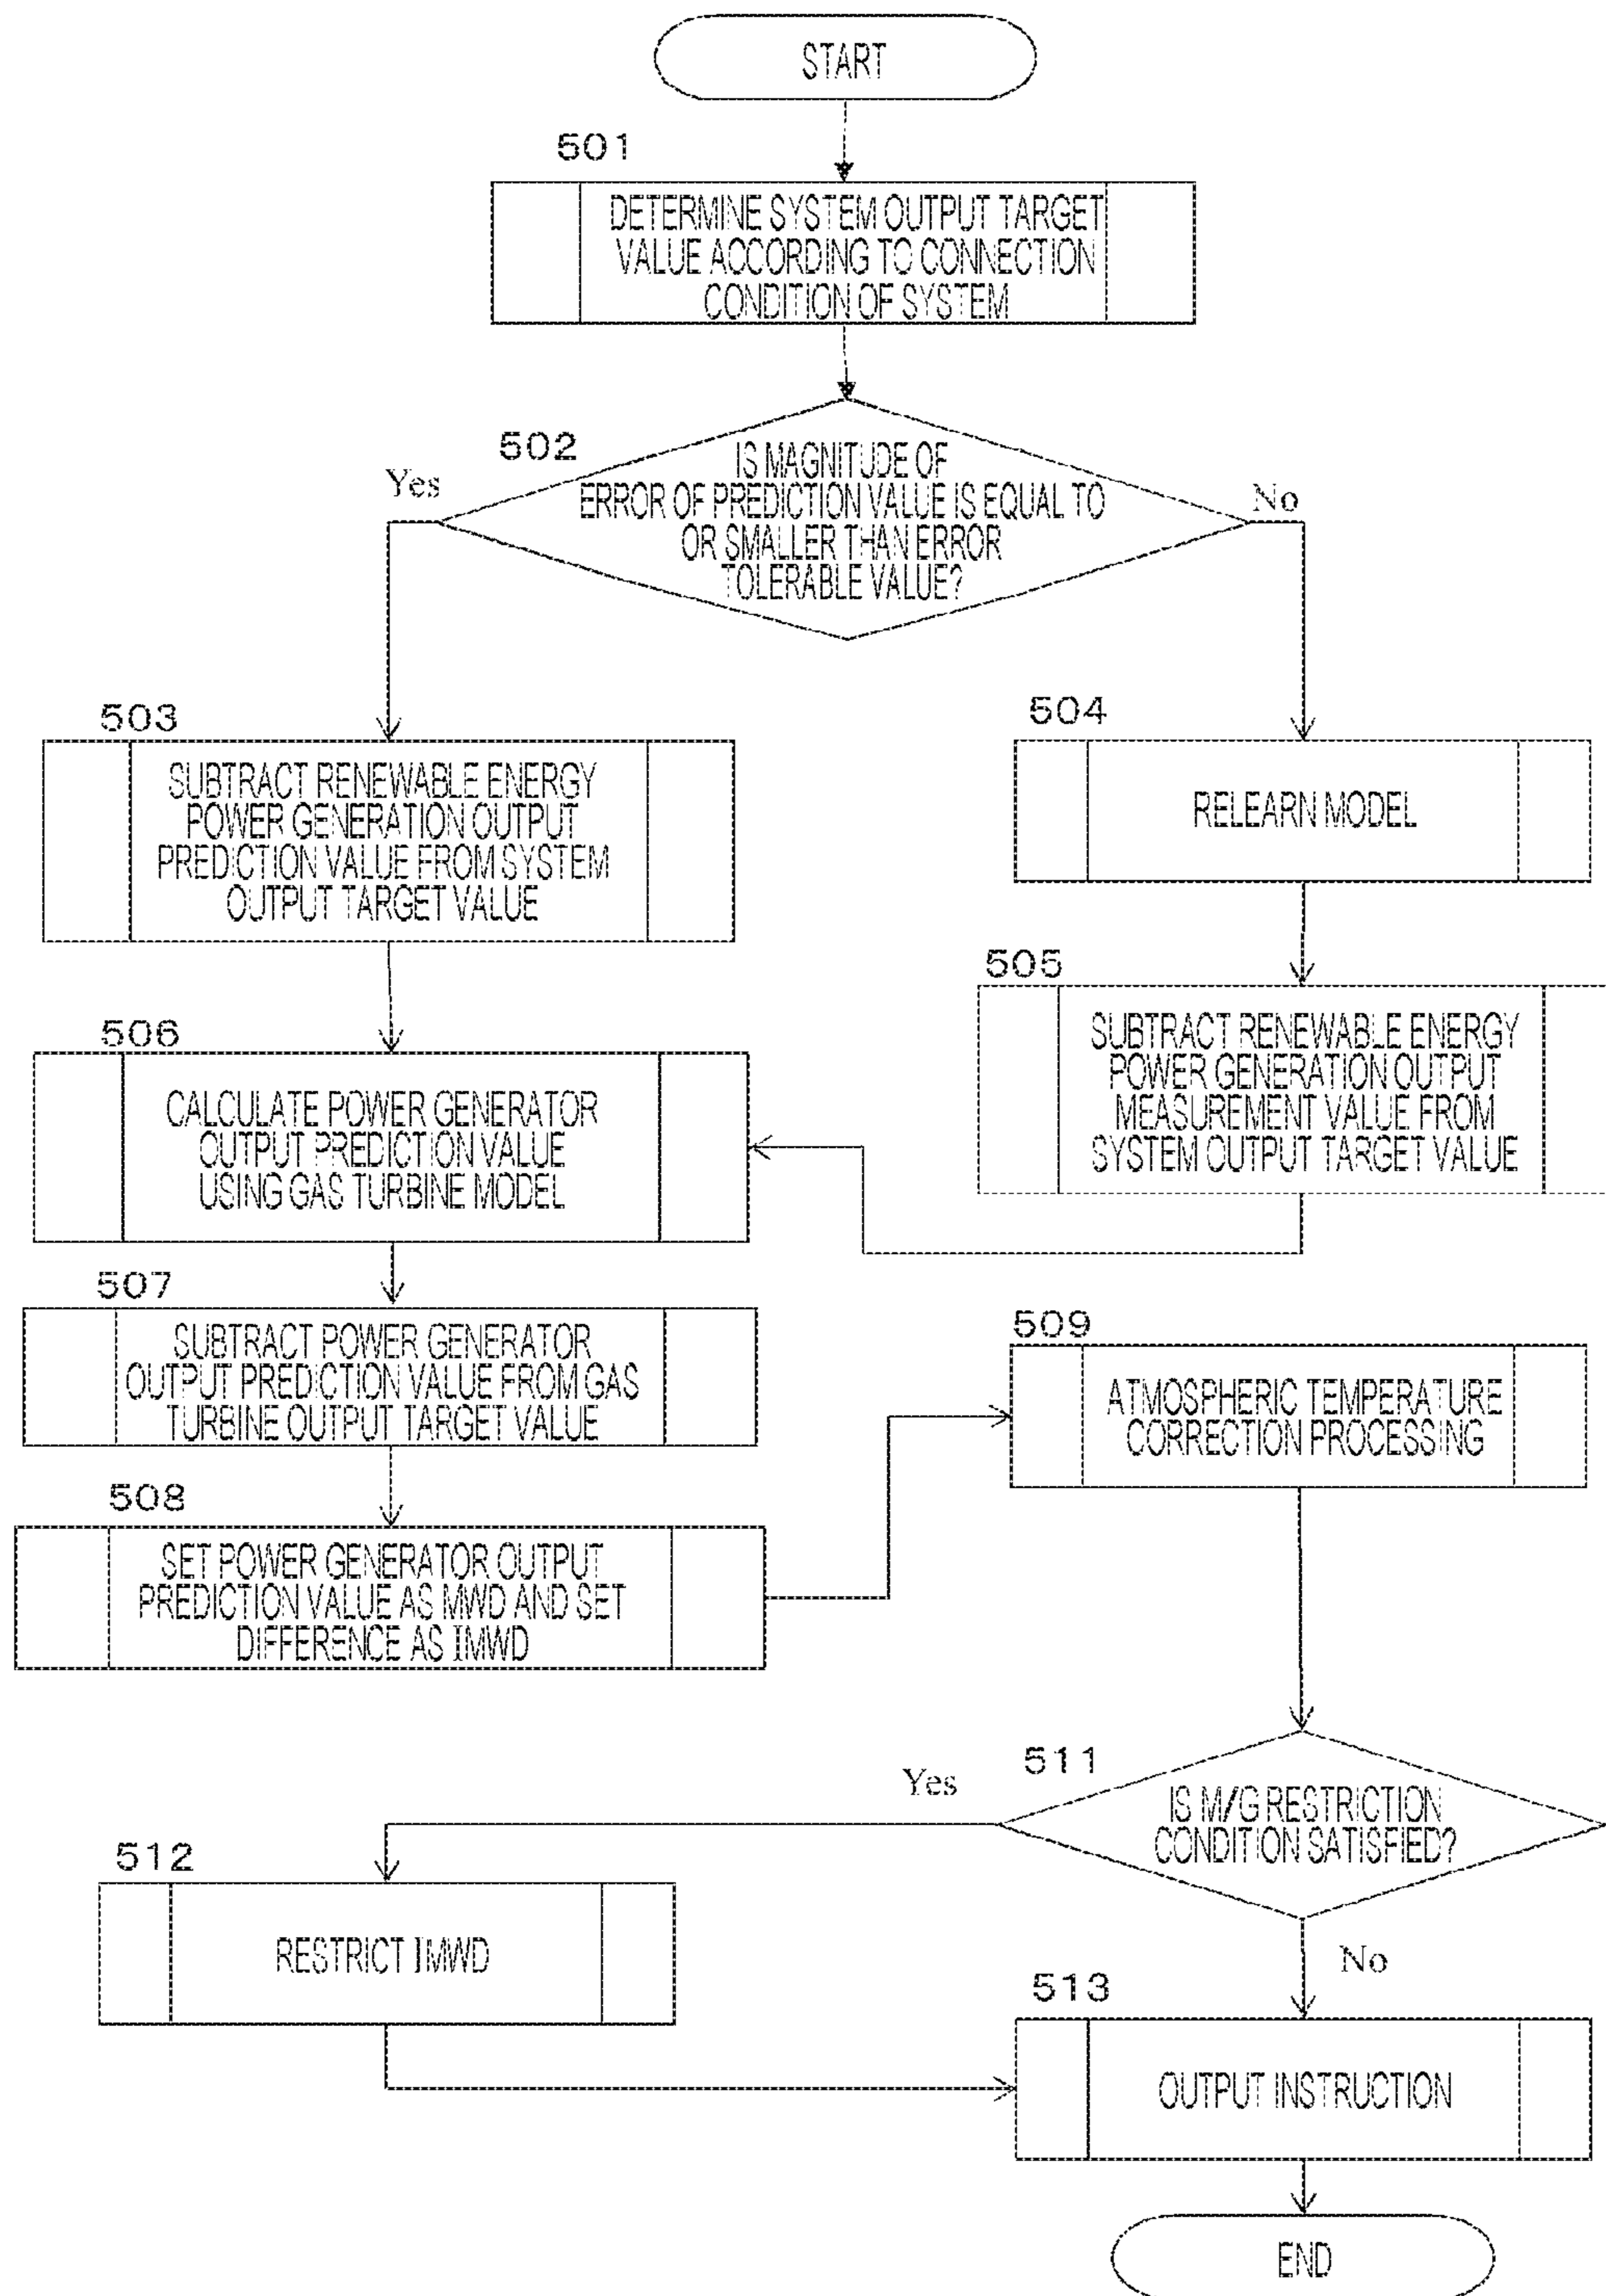 START
501
DETERMINE SYSTEM OUTPUT TARGET
VALUE ACCORDING TO CONNECTION
CONDITION OF SYSTEM
502
IS MAGNITUDE OF
ERROR OF PREDICTION VALUE IS EQUAL TO
OR SMALLER THAN ERROR
TOLERABLE VALUE?
Yes
No
503
SUBTRACT RENEWABLE ENERGY
POWER GENERATION OUTPUT
PREDICTION VALUE FROM SYSTEM
OUTPUT TARGET VALUE
504
RELEARN MODEL
505
SUBTRACT RENEWABLE ENERGY
POWER GENERATION OUTPUT
MEASUREMENT VALUE FROM
SYSTEM OUTPUT TARGET VALUE
506
CALCULATE POWER GENERATOR
OUTPUT PREDICTION VALUE
USING GAS TURBINE MODEL
507
SUBTRACT POWER GENERATOR
OUTPUT PREDICTION VALUE FROM GAS
TURBINE OUTPUT TARGET VALUE
508
SET POWER GENERATOR OUTPUT
PREDICTION VALUE AS MWD AND SET
DIFFERENCE AS IMWD
509
ATMOSPHERIC TEMPERATURE
CORRECTION PROCESSING
511
IS M/G RESTRICTION
CONDITION SATISFIED?
Yes
No
512
RESTRICT IMWD
513
OUTPUT INSTRUCTION
END